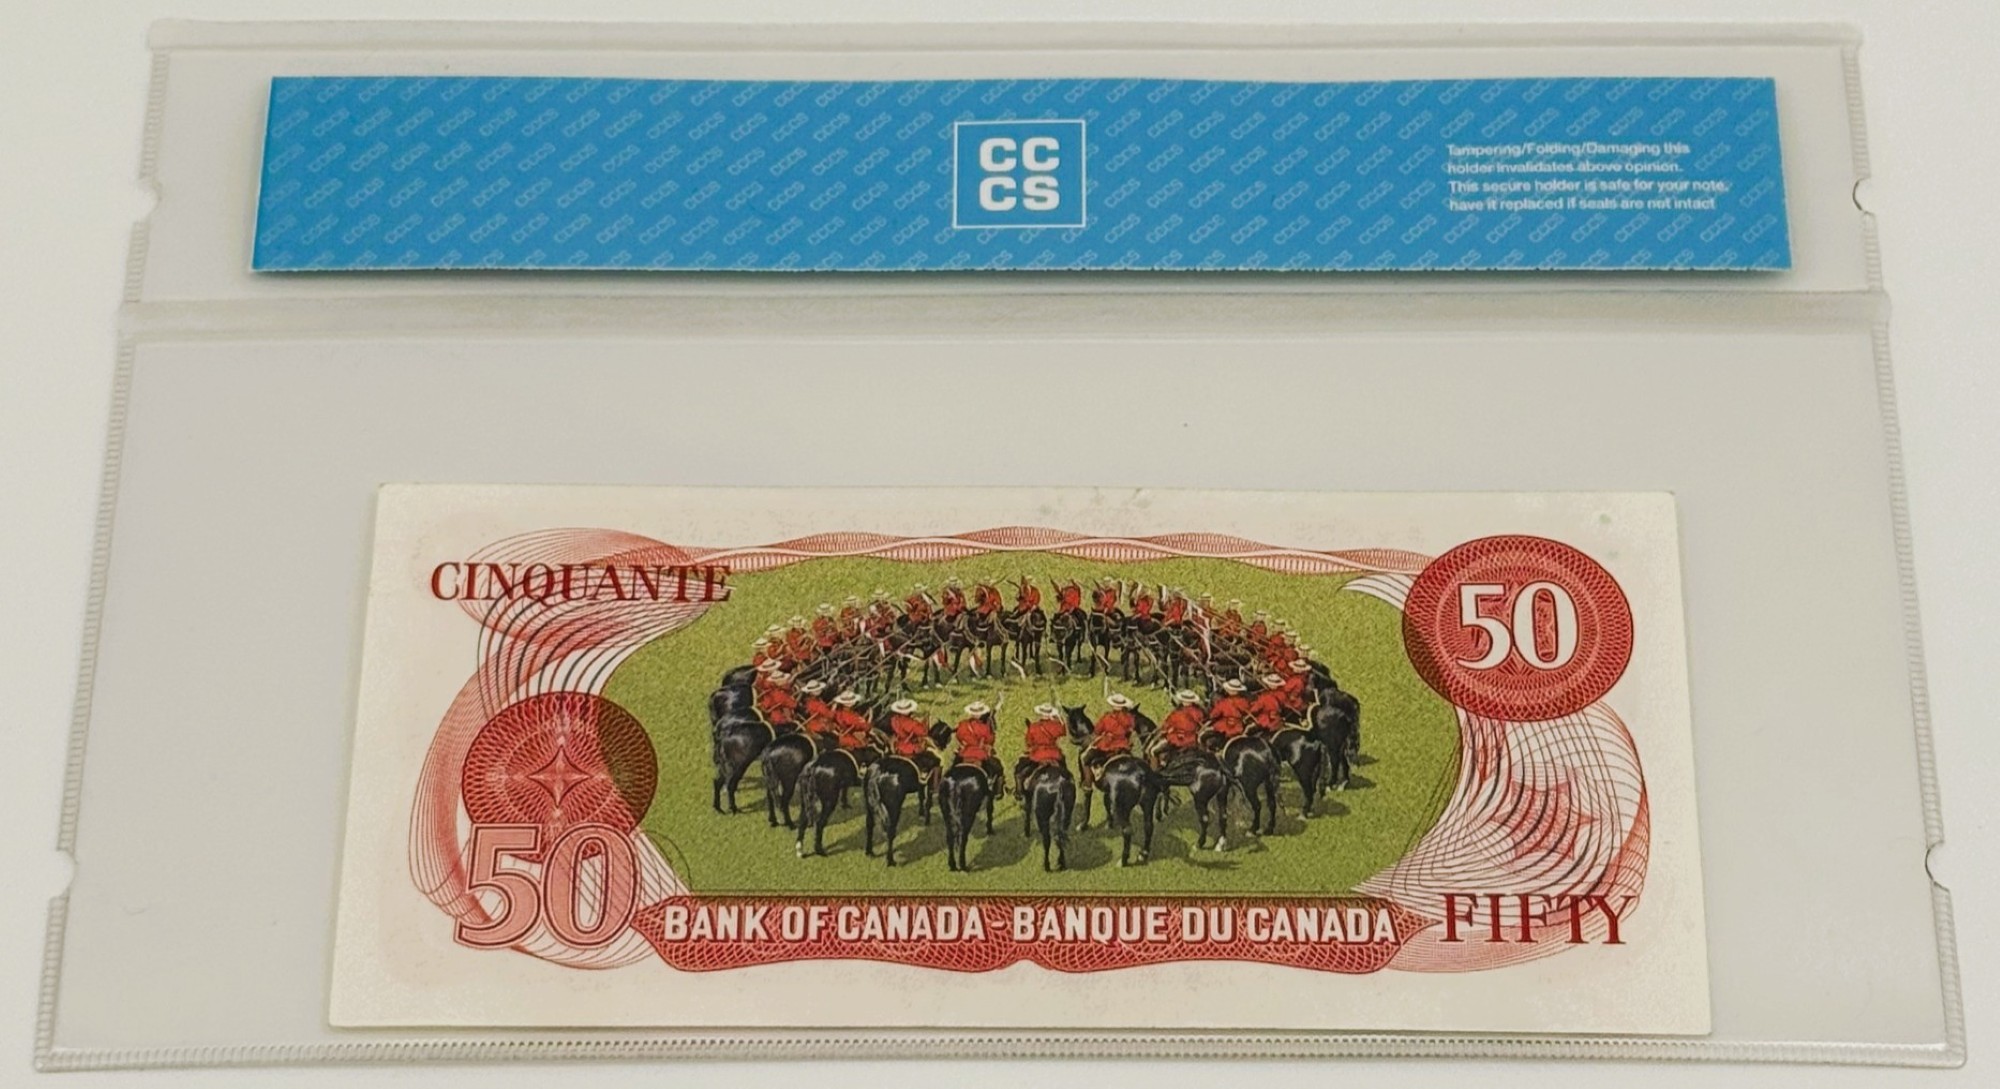 CC
CS
Tampering/Folding/Damaging this
holder invalidates above opinion.
This secure holder is safe for your note,
have it replaced if seals are not intact
CINQUANTE
50
50
BANK OF CANADA - BANQUE DU CANADA
FIFTY